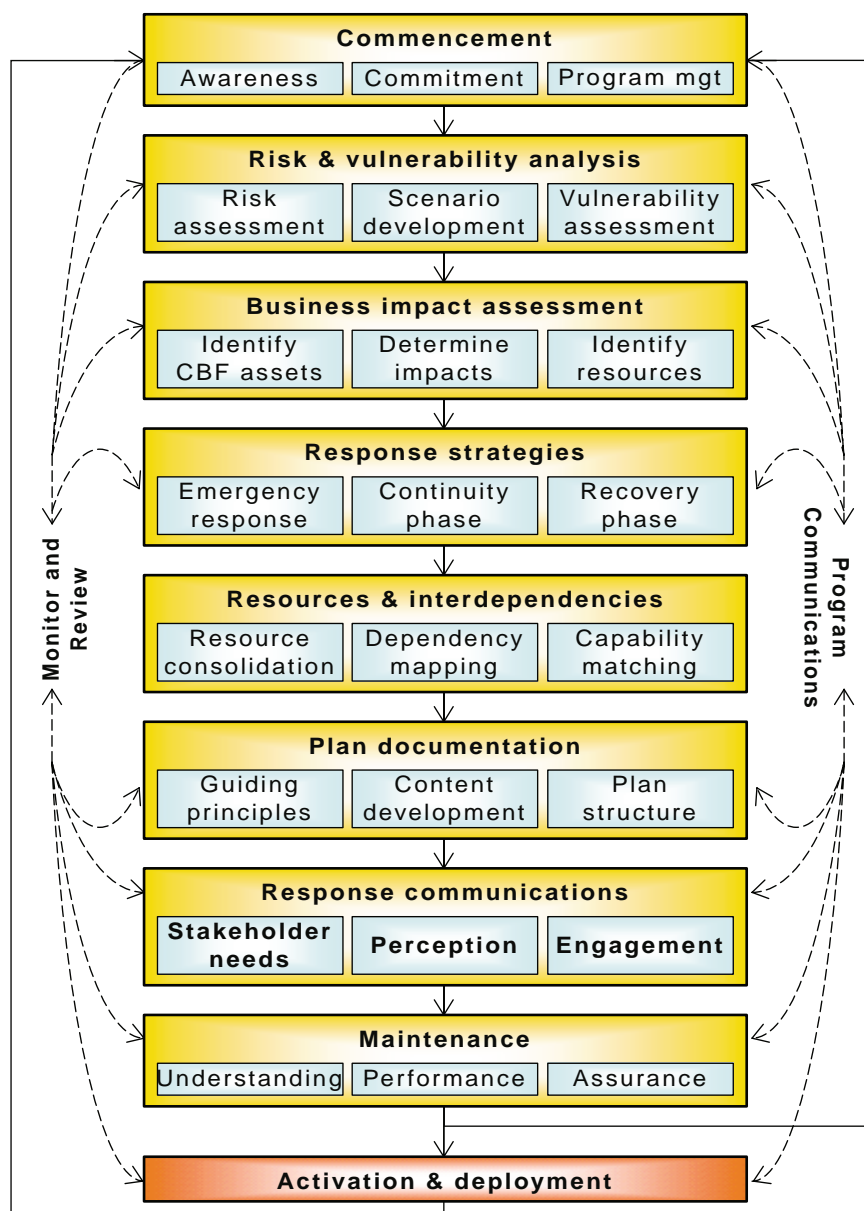 Commencement
Awareness
Commitment
Program mgt
Risk & vulnerability analysis
Risk
assessment
Scenario
development
Vulnerability
assessment
Business impact assessment
Identify
CBF assets
Determine
impacts
Identify
resources
Response strategies
Emergency
response
Continuity
phase
Recovery
phase
Monitor and
Review
Program
Communications
Resources & interdependencies
Resource
consolidation
Dependency
mapping
Capability
matching
Plan documentation
Guiding
principles
Content
development
Plan
structure
Response communications
Stakeholder
needs
Perception
Engagement
Maintenance
Understanding
Performance
Assurance
Activation & deployment